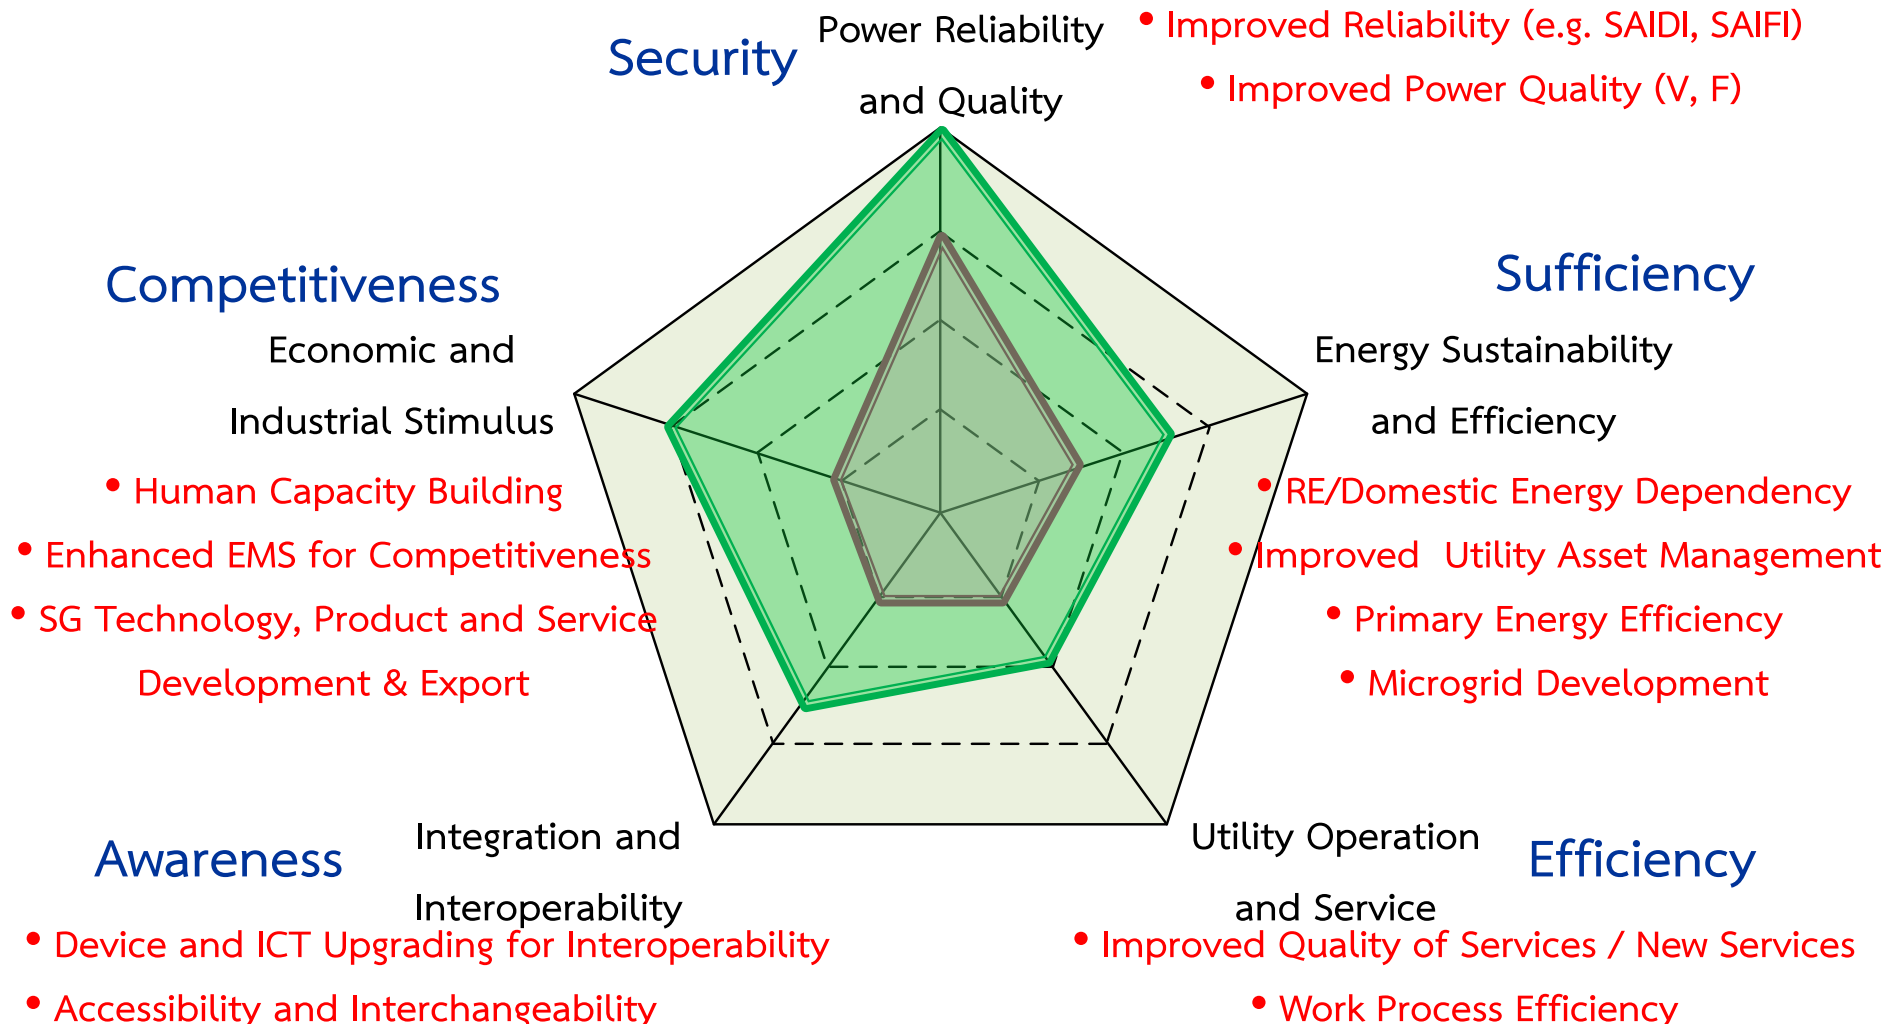 Security
Power Reliability
and Quality
• Improved Reliability (e.g. SAIDI, SAIFI)
• Improved Power Quality (V, F)
Competitiveness
Economic and
Industrial Stimulus
• Human Capacity Building
• Enhanced EMS for Competitiveness
• SG Technology, Product and Service
Development & Export
Sufficiency
Energy Sustainability
and Efficiency
• RE/Domestic Energy Dependency
• Improved  Utility Asset Management
• Primary Energy Efficiency
• Microgrid Development
Awareness
Integration and
Interoperability
• Device and ICT Upgrading for Interoperability
• Accessibility and Interchangeability
Utility Operation
and Service
Efficiency
• Improved Quality of Services / New Services
• Work Process Efficiency